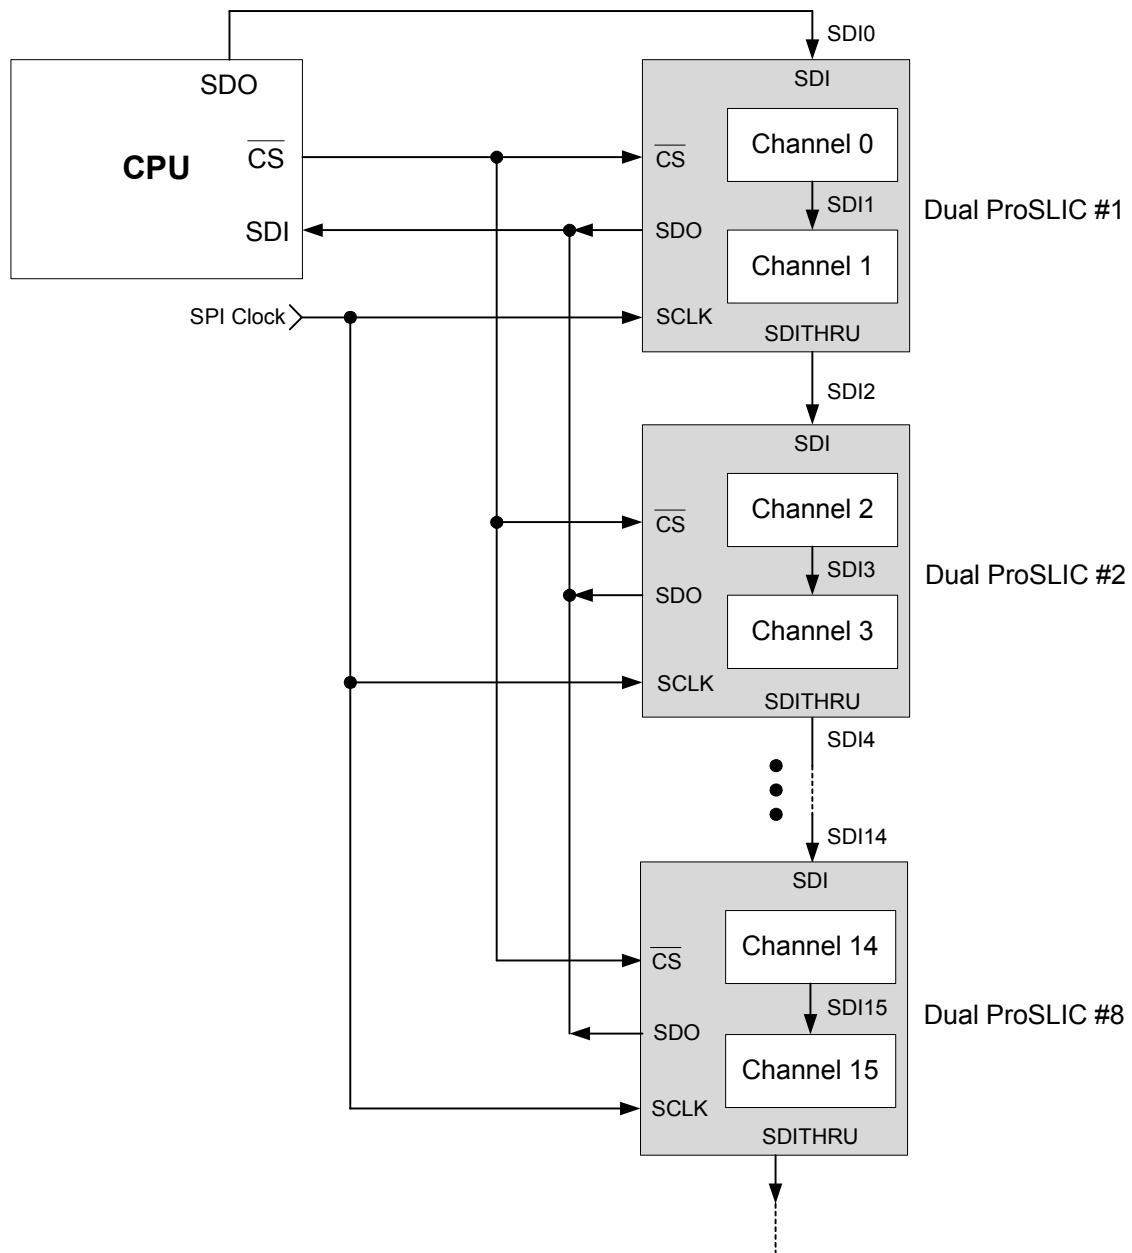 SDI0
SDO
CPU
CS
SDI
SPI Clock
SDI
Channel 0
CS
SDI1
SDO
Channel 1
SCLK
SDITHRU
Dual ProSLIC #1
SDI2
SDI
Channel 2
CS
SDI3
SDO
Channel 3
SCLK
SDITHRU
Dual ProSLIC #2
SDI4
SDI14
SDI
Channel 14
CS
SDI15
SDO
Channel 15
SCLK
SDITHRU
Dual ProSLIC #8